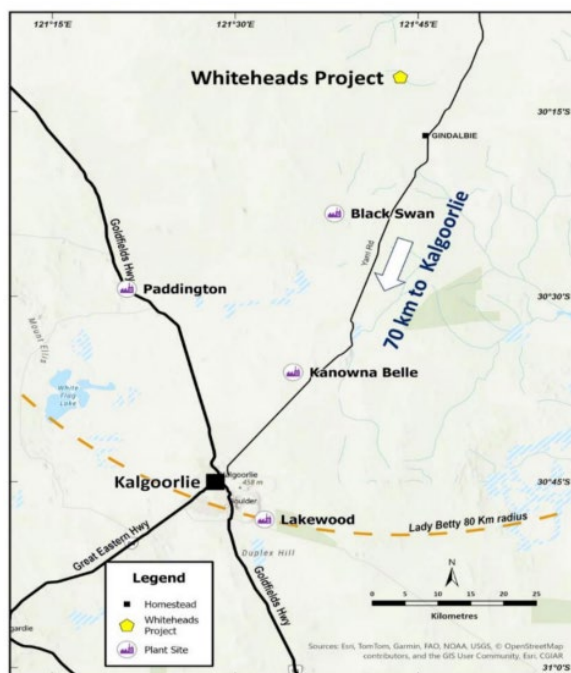 121°15'E
121°30'E
121°45'E
Whiteheads Project
30°15'S
GINDALBIE
Goldfields Hwy
Black Swan
Yarri Rd
70 km to Kalgoorlie
Paddington
30°30'S
Mount Ellis
White Flag Lake
Kanowna Belle
Kalgoorlie
458 m
30°45'S
Lakewood
Lady Betty 80 Km radius
Great Eastern Hwy
Duplex Hill
Goldfields Hwy
N
0 5 10 15 20 25
Kilometres
Legend
Homestead
Whiteheads
Project
Plant Site
Sources: Esri, TomTom, Garmin, FAO, NOAA, USGS, © OpenStreetMap
contributors, and the GIS User Community, Esri, CGIAR
31°0'S